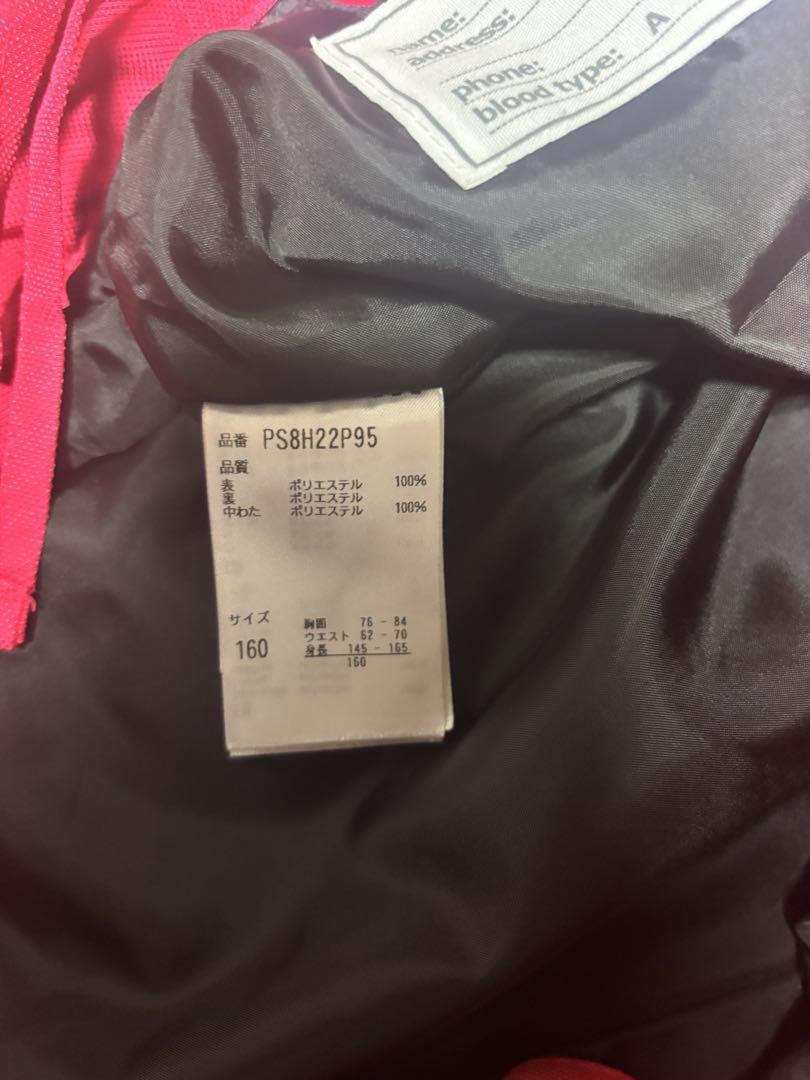 name:
address:
phone:
blood type: A
品番 PS8H22P95
品質
表 ポリエステル 100%
裏 ポリエステル
中わた ポリエステル 100%
サイズ
160
胸囲 76 - 84
ウエスト 62 - 70
身長 145 - 165
160